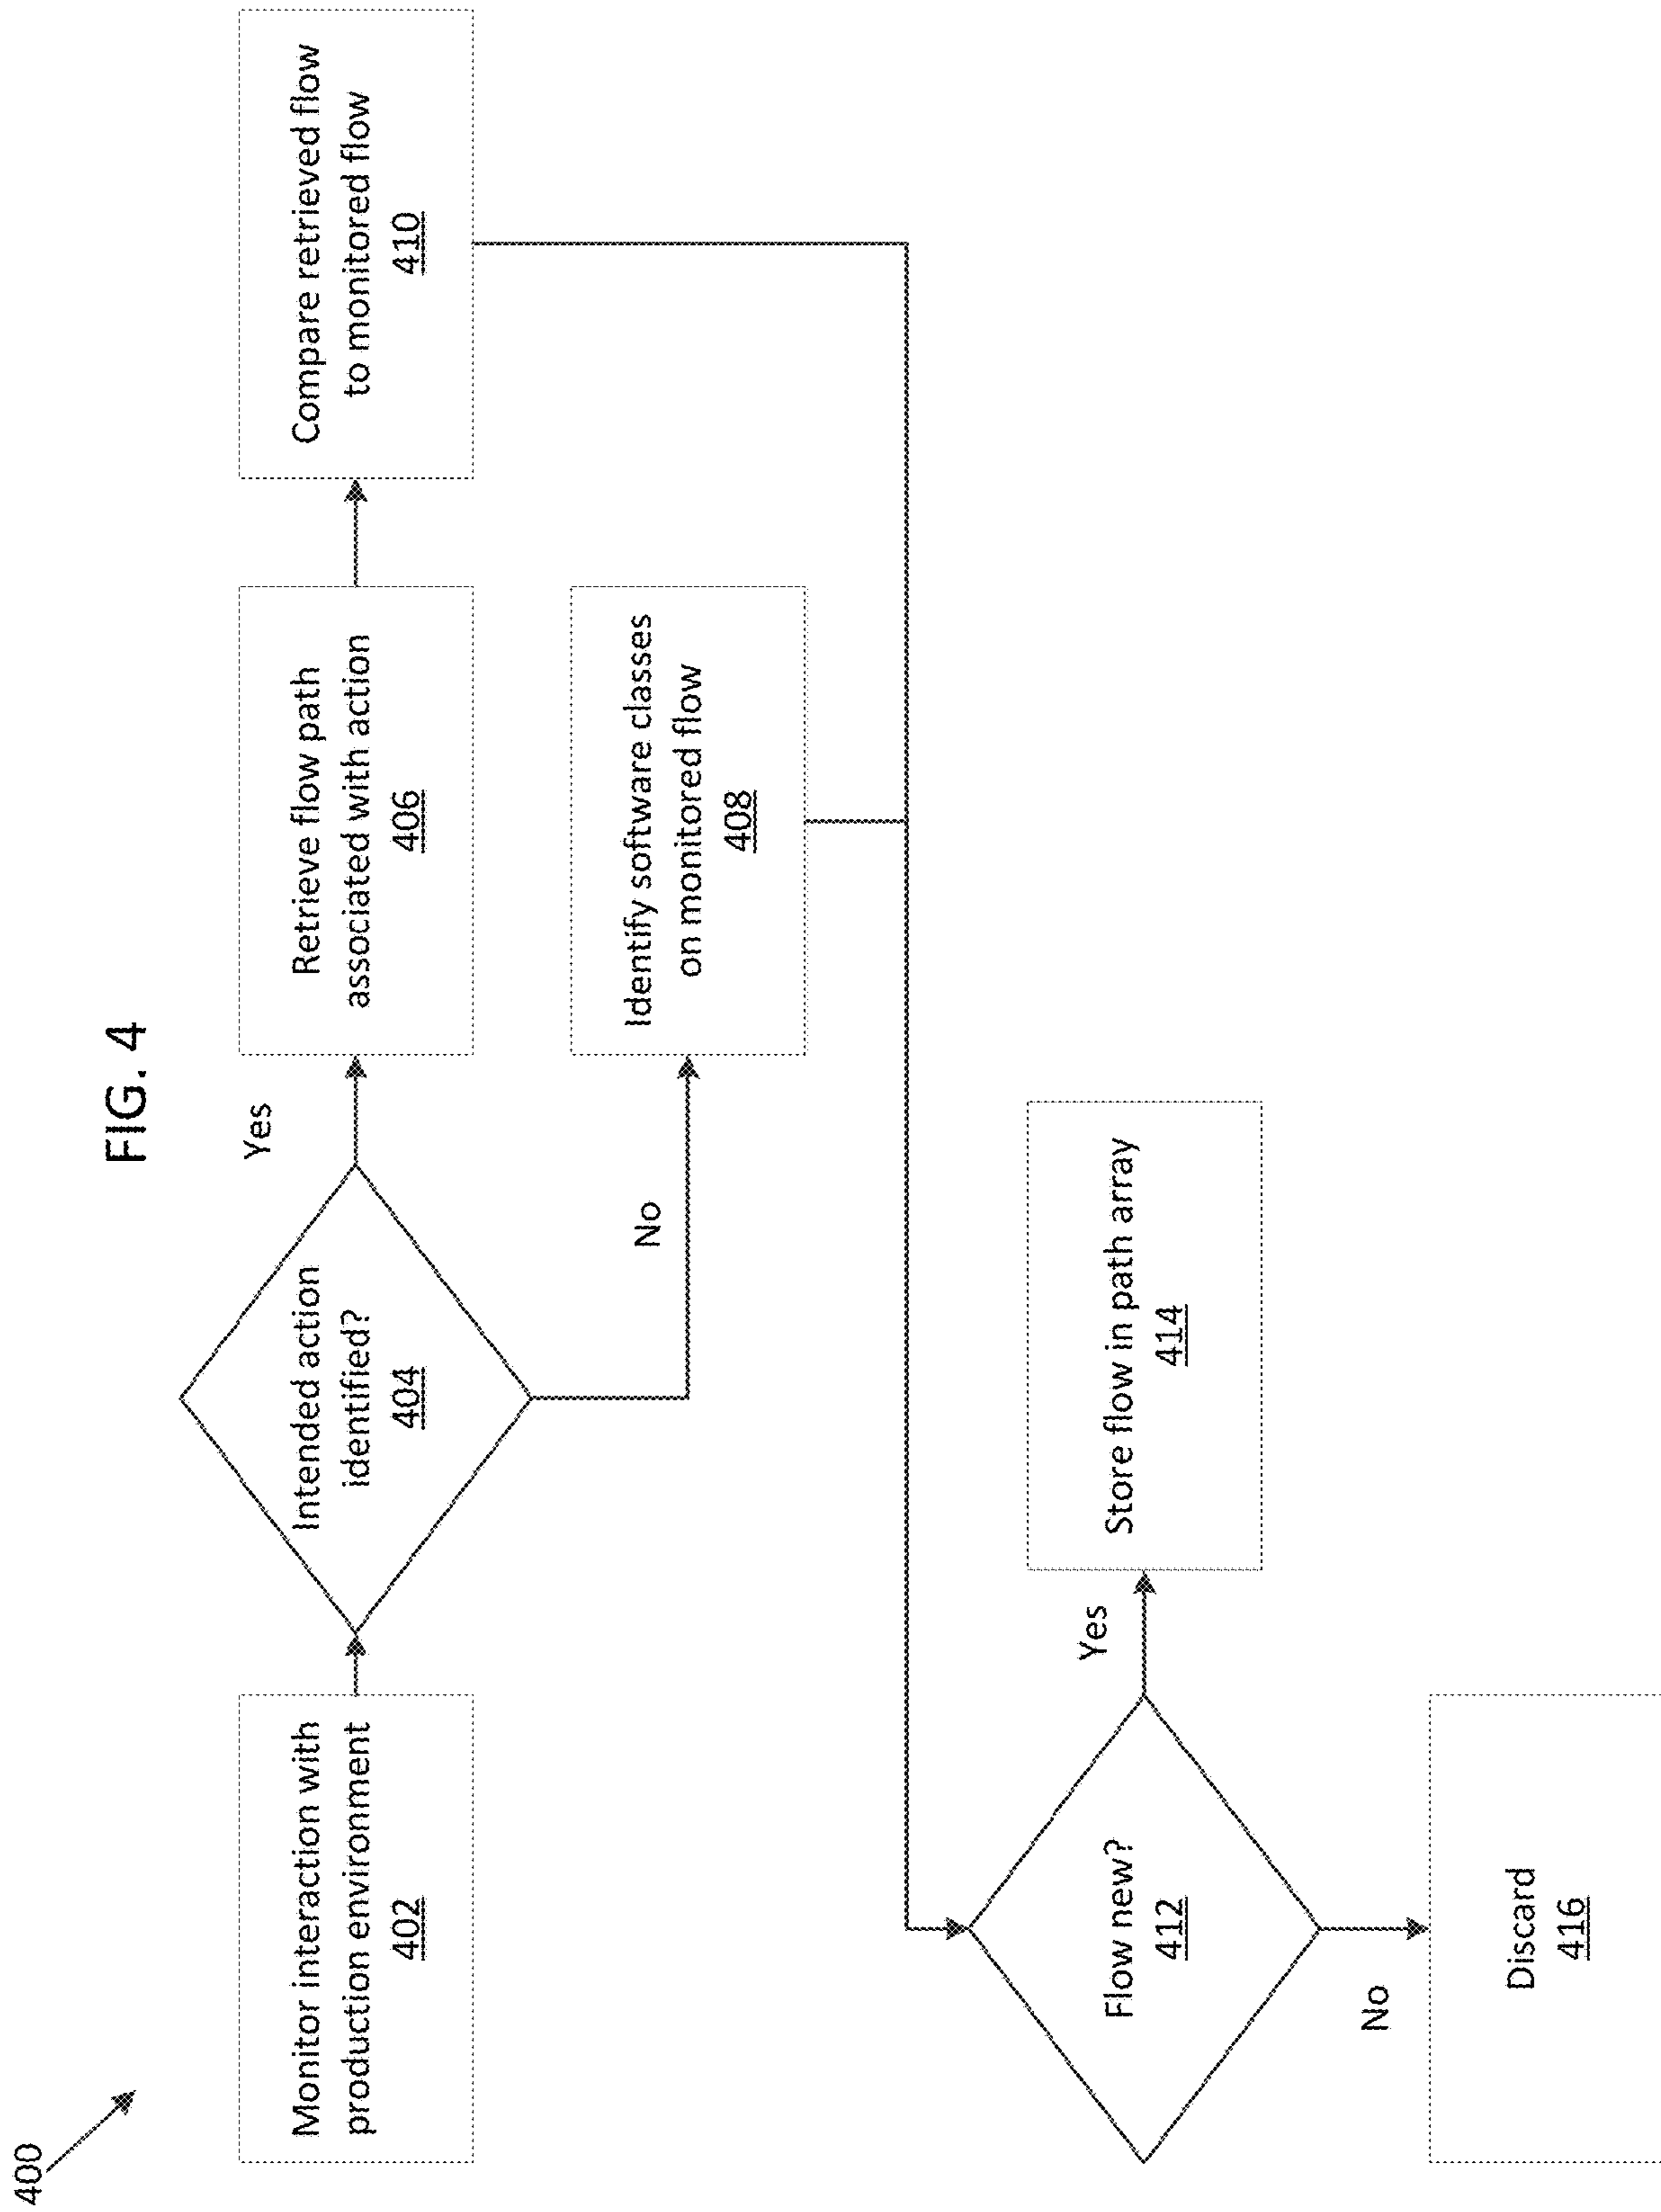 400
FIG. 4
Monitor interaction with
production environment
402
Intended action
identified?
404
Yes
No
Retrieve flow path
associated with action
406
Identify software classes
on monitored flow
408
Compare retrieved flow
to monitored flow
410
Flow new?
412
Yes
No
Store flow in path array
414
Discard
416